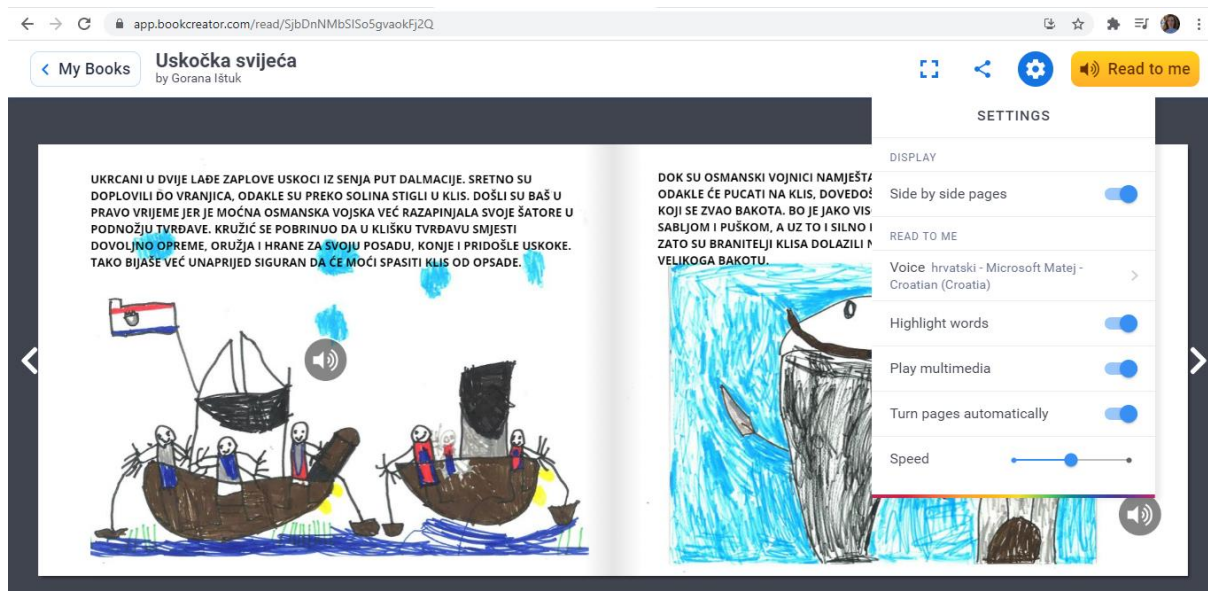 app.bookcreator.com/read/SjbDnNMbSISo5gvaokFj2Q
My Books
Uskočka svijeća
by Gorana Ištuk
Read to me
UKRCANI U DVIJE LAĐE ZAPLOVE USKOCI IZ SENJA PUT DALMACIJE. SRETNO SU
DOPLOVILI DO VRANJICA, ODAKLE SU PREKO SOLINA STIGLI U KLIS. DOŠLI SU BAŠ U
PRAVO VRIJEME JER JE MOĆNA OSMANSKA VOJSKA VEĆ RAZAPINJALA SVOJE ŠATORE U
PODNOŽJU TVRĐAVE. KRUŽIĆ SE POBRINUO DA U KLIŠKU TVRĐAVU SMJESTI
DOVOLJNO OPREME, ORUŽJA I HRANE ZA SVOJU POSADU, KONJE I PRIDOŠLE USKOKE.
TAKO BIJAŠE VEĆ UNAPRIJED SIGURAN DA ĆE MOĆI SPASITI KLIS OD OPSADE.
DOK SU OSMANSKI VOJNICI NAMJEŠTA
ODAKLE ĆE PUCATI NA KLIS, DOVEDOŠ
KOJI SE ZVAO BAKOTA. BO JE JAKO VIS
SABLJOM I PUŠKOM, A UZ TO I SILNO
ZATO SU BRANITELJI KLISA DOLAZILI
VELIKOGA BAKOTU.
SETTINGS
DISPLAY
Side by side pages
READ TO ME
Voice hrvatski - Microsoft Matej -
Croatian (Croatia)
Highlight words
Play multimedia
Turn pages automatically
Speed